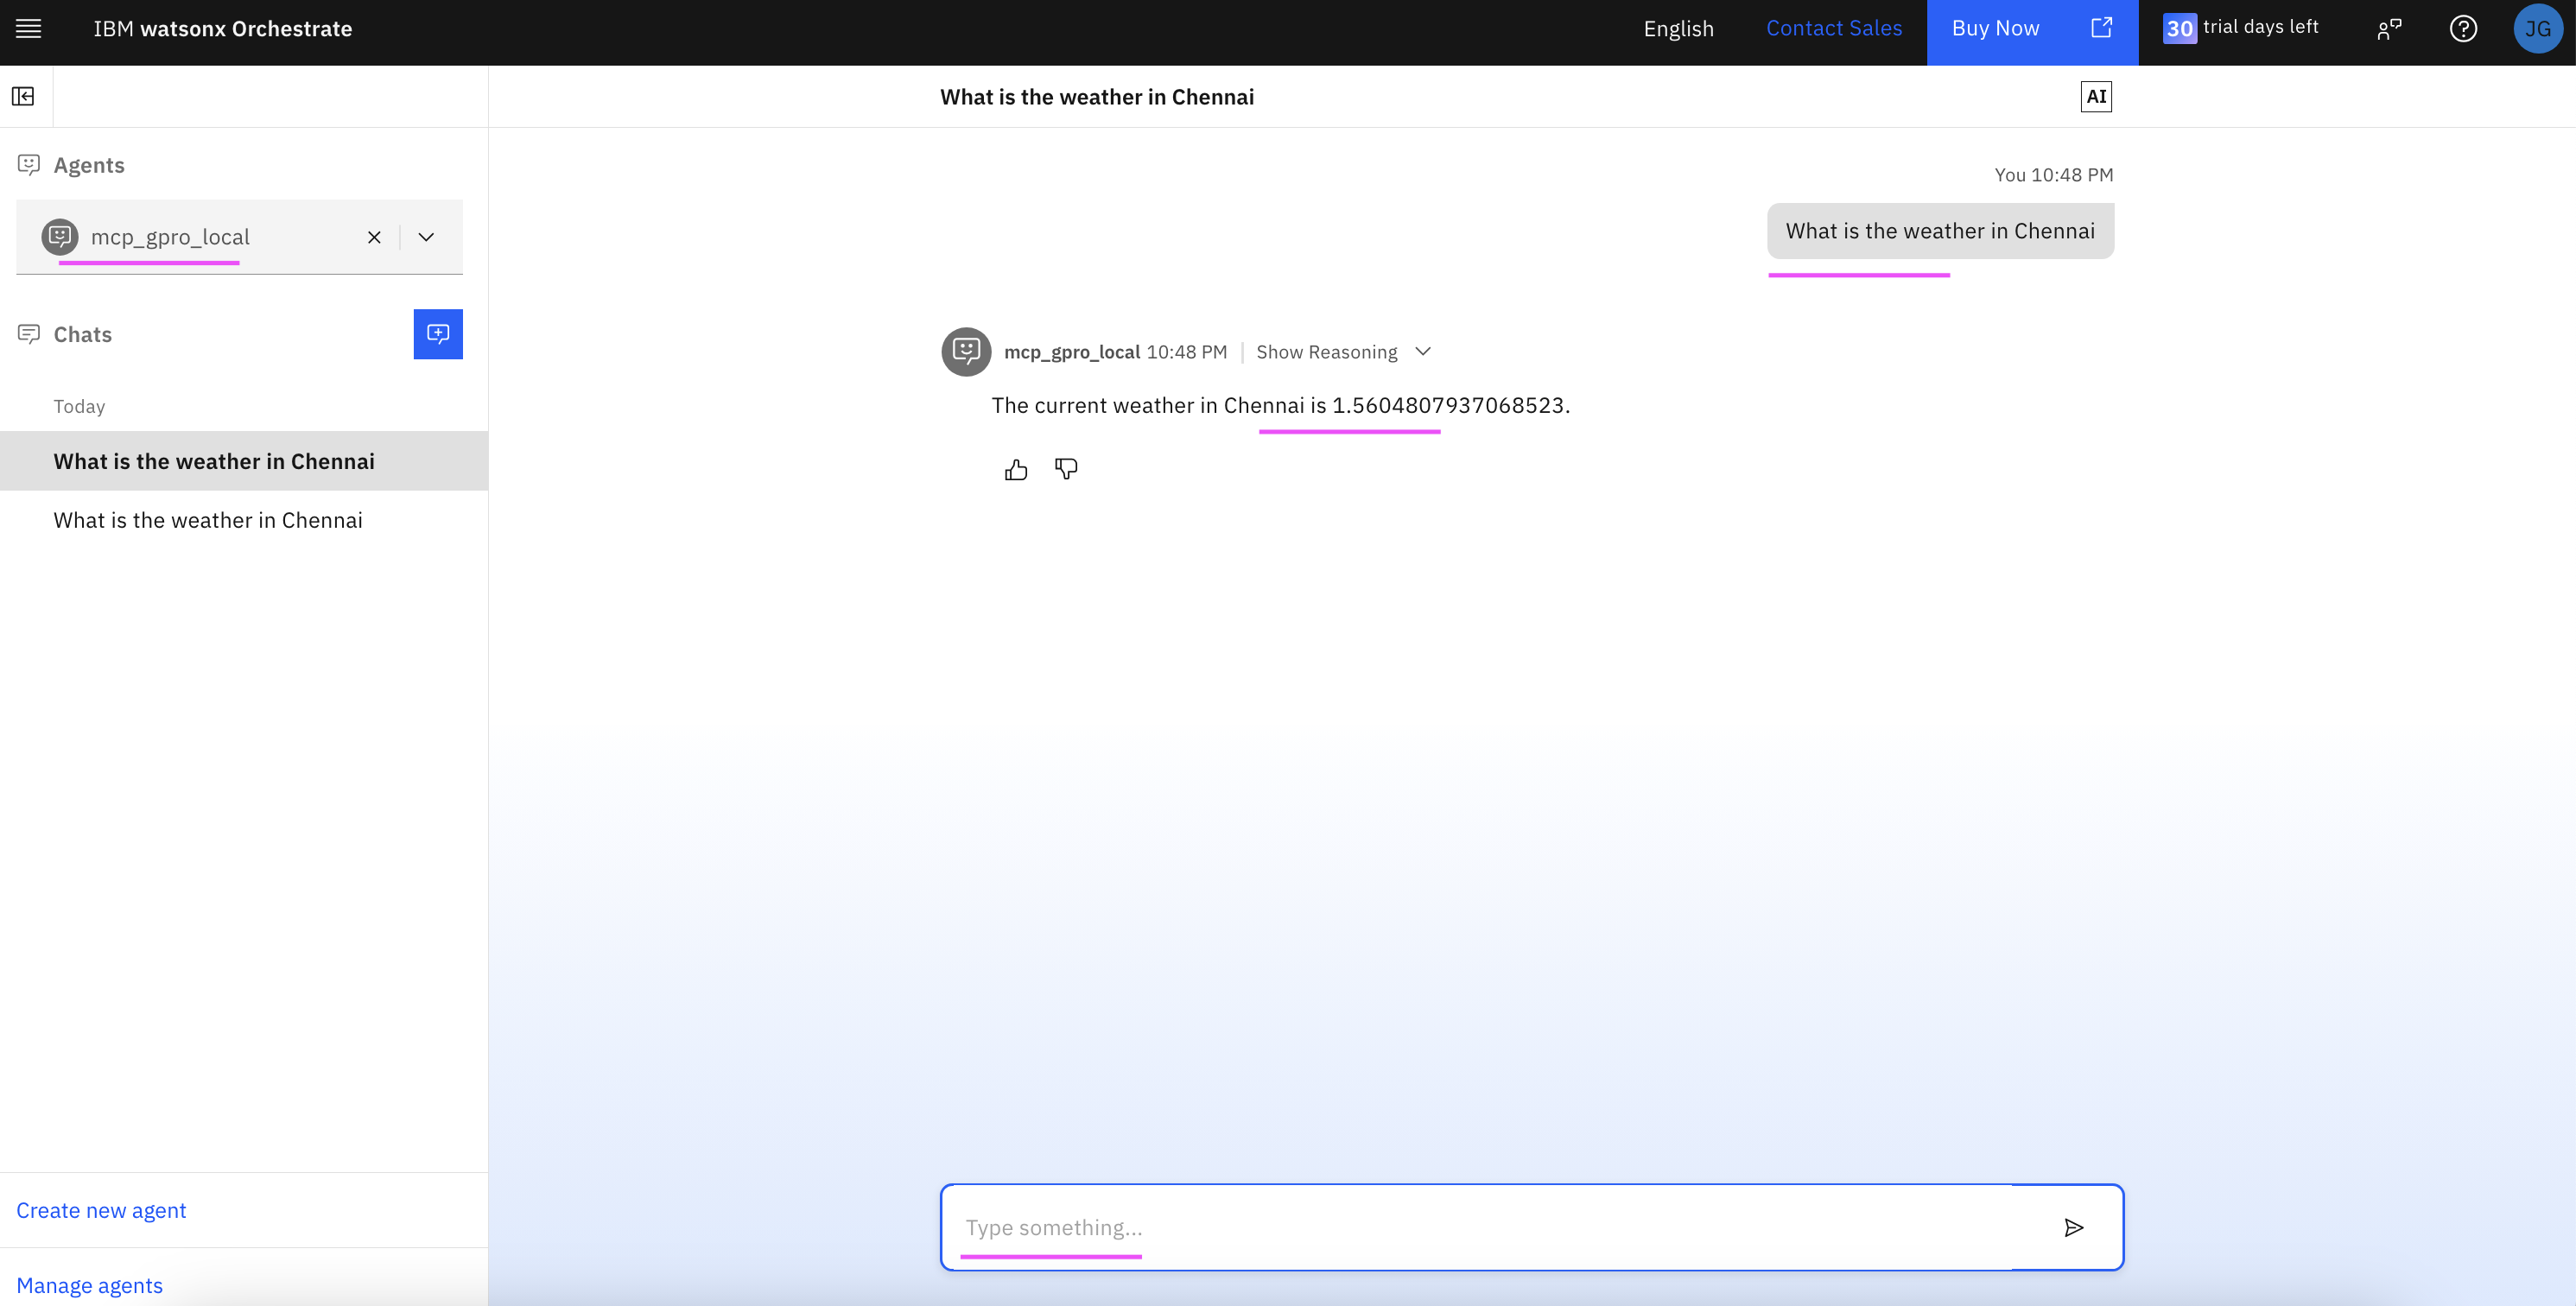 IBM watsonx Orchestrate
English
Contact Sales
Buy Now
30 trial days left
JG
What is the weather in Chennai
AI
Agents
mcp_gpro_local
Chats
Today
What is the weather in Chennai
What is the weather in Chennai
Create new agent
Manage agents
You 10:48 PM
What is the weather in Chennai
mcp_gpro_local 10:48 PM | Show Reasoning
The current weather in Chennai is 1.5604807937068523.
Type something...